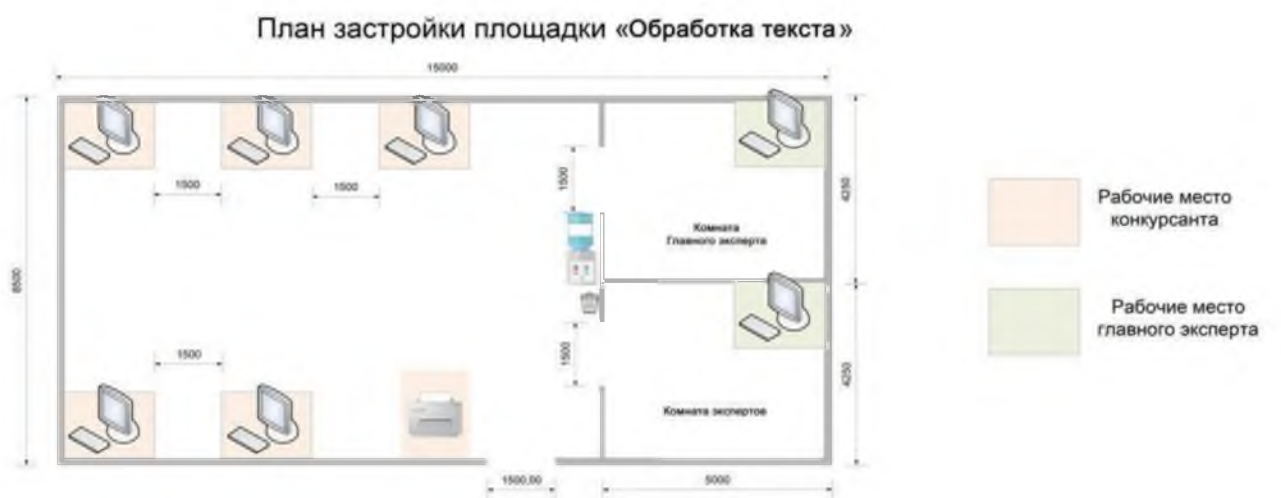 План застройки площадки «Обработка текста»
15000
1500
1500
1500
4250
Рабочие место
конкурсанта
Комната
Главного эксперта
8500
Рабочие место
главного эксперта
1500
1500
4250
Комната экспертов
1500,00
5000